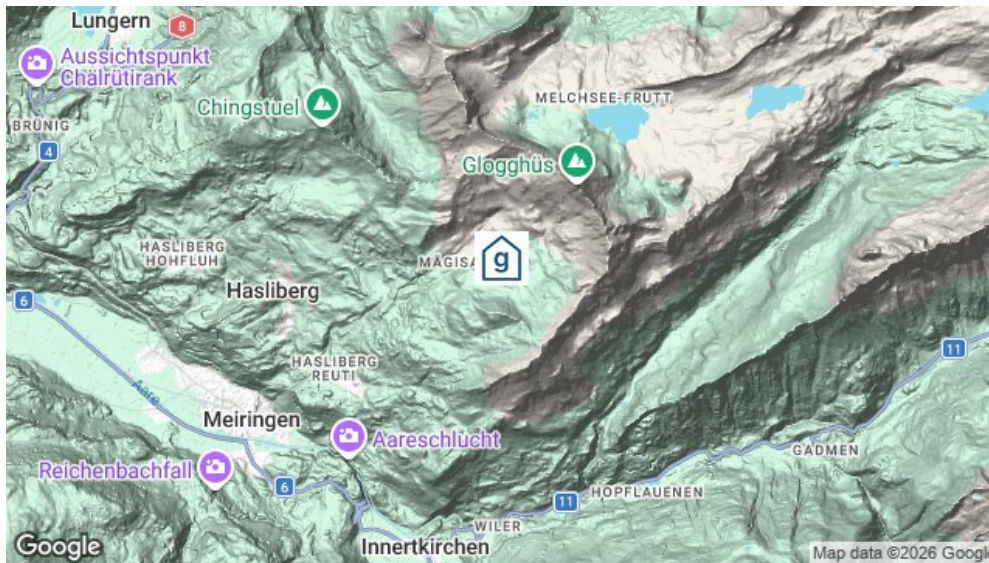 Lungern
8
Aussichtspunkt
Chälrütirank
Chingstuel
MELCHSEE-FRUTT
BRÜNIG
4
Glogghüs
HASLIBERG
HOHFLUH
MAGISA
g
Hasliberg
6
11
HASLIBERG
REUTI
Aare
Meiringen
Aareschlucht
Reichenbachfall
GADMEN
6
11
HOPFLAUENEN
WILER
Innertkirchen
Google
Map data ©2026 Google